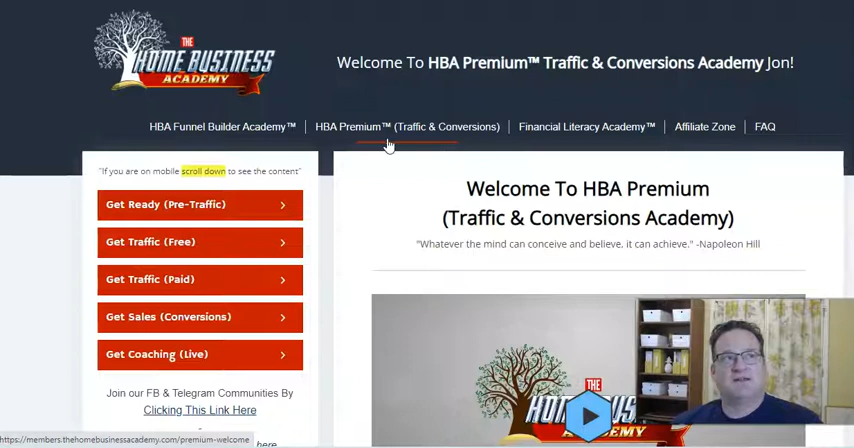 THE
HOME BUSINESS
ACADEMY
Welcome To HBA Premium™ Traffic & Conversions Academy Jon!
HBA Funnel Builder Academy™
HBA Premium™ (Traffic & Conversions)
Financial Literacy Academy™
Affiliate Zone
FAQ
"If you are on mobile scroll down to see the content"
Get Ready (Pre-Traffic)
Get Traffic (Free)
Get Traffic (Paid)
Get Sales (Conversions)
Get Coaching (Live)
Join our FB & Telegram Communities By
Clicking This Link Here
here
https://members.thehomebusinessacademy.com/premium-welcome
Welcome To HBA Premium
(Traffic & Conversions Academy)
"Whatever the mind can conceive and believe, it can achieve." -Napoleon Hill
THE